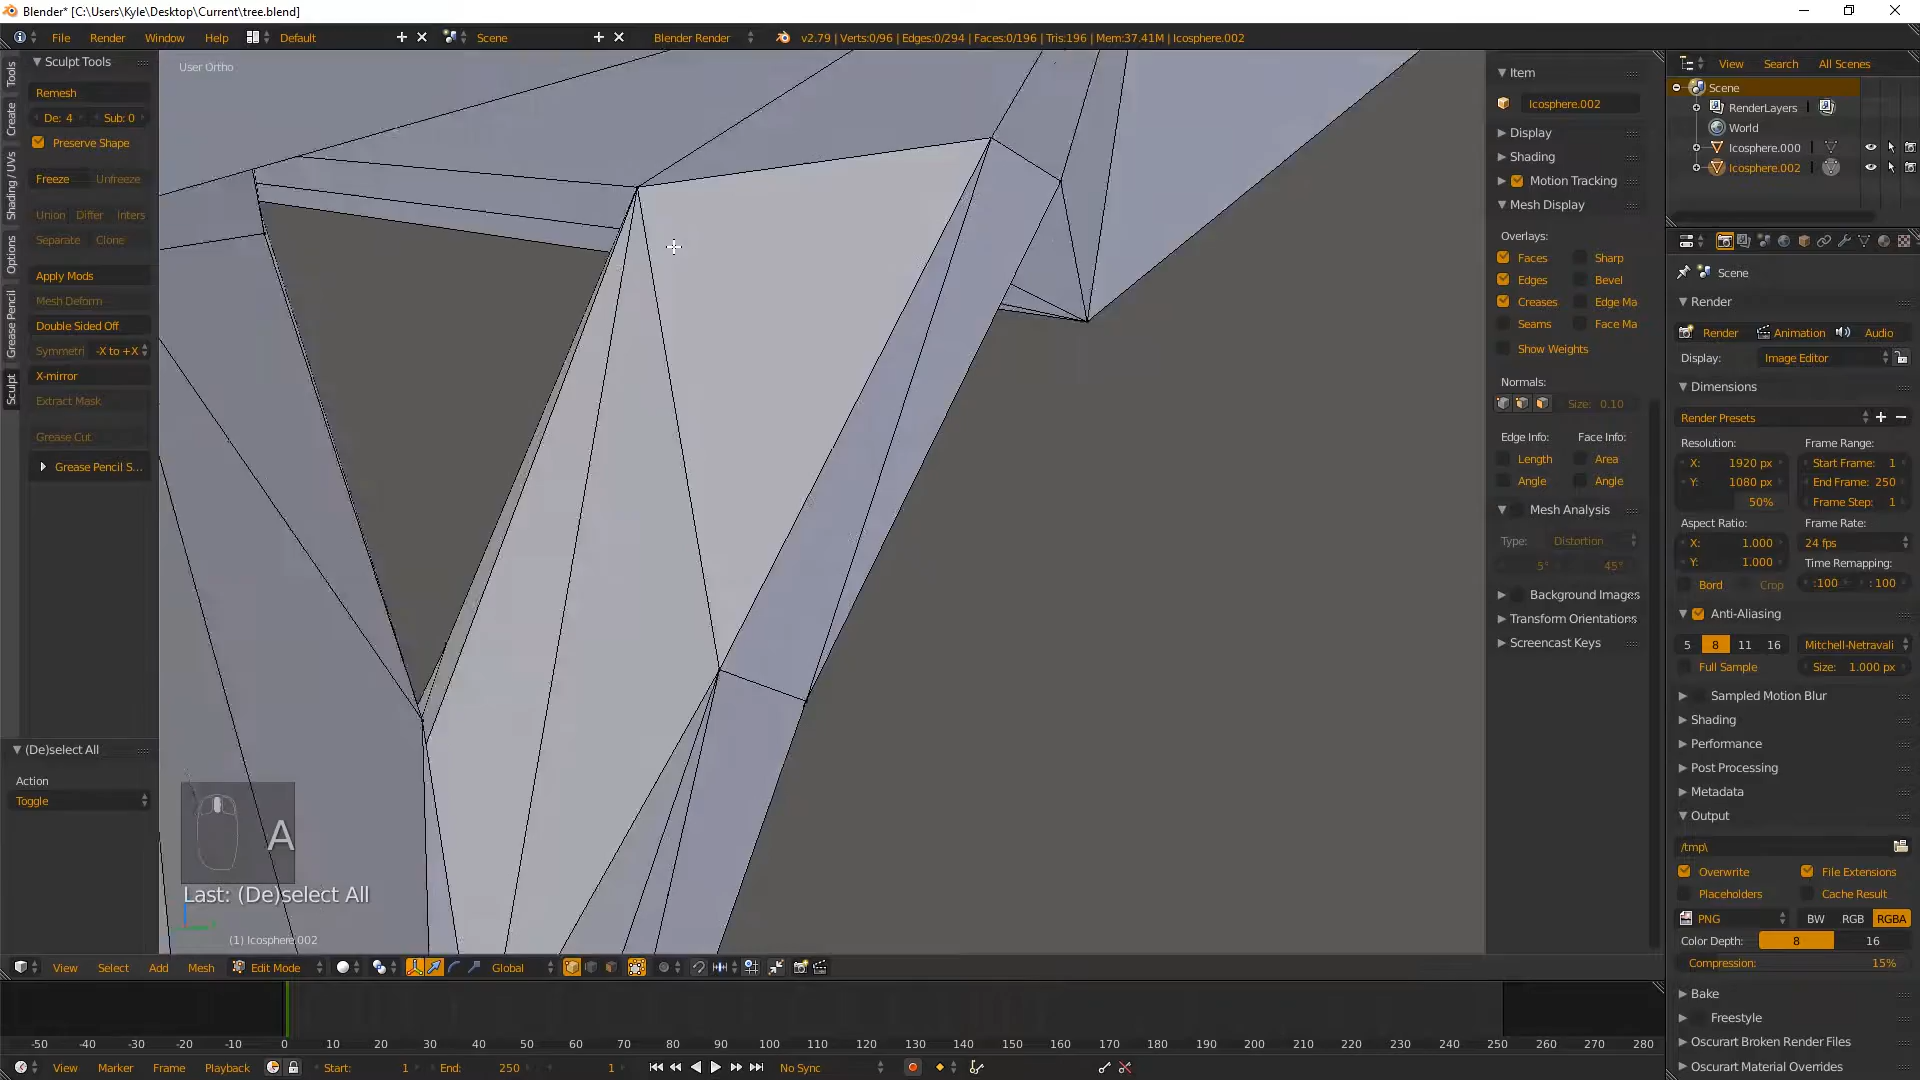 Blender* [C:\Users\Kyle\Desktop\Current\tree.blend]
File Render Window Help Default Scene Blender Render v2.79 | Verts:0/96 | Edges:0/294 | Faces:0/196 | Tris:196 | Mem:37.41M | Icosphere.002
Tools
Create
Shading / UVs
Options
Grease Pencil
Sculpt
Sculpt Tools
Remesh
De: 4 Sub: 0
Preserve Shape
Freeze Unfreeze
Union Differ Inters
Separate Clone
Apply Mods
Mesh Deform
Double Sided Off
Symmetri -X to +X
X-mirror
Extract Mask
Grease Cut
Grease Pencil S...
(De)select All
Action
Toggle
User Ortho
A
Last: (De)select All
(1) Icosphere.002
Item
Icosphere.002
Display
Shading
Motion Tracking
Mesh Display
Overlays:
Faces Sharp
Edges Bevel
Creases Edge Ma
Seams Face Ma
Show Weights
Normals:
Size: 0.10
Edge Info: Face Info:
Length Area
Angle Angle
Mesh Analysis
Type: Distortion
5° 45°
Background Images
Transform Orientations
Screencast Keys
View Search All Scenes
Scene
RenderLayers
World
Icosphere.000
Icosphere.002
Scene
Render
Render Animation Audio
Display: Image Editor
Dimensions
Render Presets
Resolution: Frame Range:
X: 1920 px Start Frame: 1
Y: 1080 px End Frame: 250
50% Frame Step: 1
Aspect Ratio: Frame Rate:
X: 1.000 24 fps
Y: 1.000 Time Remapping:
Bord Crop :100 :100
Anti-Aliasing
5 8 11 16 Mitchell-Netravali
Full Sample Size: 1.000 px
Sampled Motion Blur
Shading
Performance
Post Processing
Metadata
Output
/tmp\
Overwrite File Extensions
Placeholders Cache Result
PNG BW RGB RGBA
Color Depth: 8 16
Compression: 15%
Bake
Freestyle
Oscurart Broken Render Files
Oscurart Material Overrides
View Select Add Mesh Edit Mode Global
-50 -40 -30 -20 -10 0 10 20 30 40 50 60 70 80 90 100 110 120 130 140 150 160 170 180 190 200 210 220 230 240 250 260 270 280
View Marker Frame Playback Start: 1 End: 250 1 No Sync